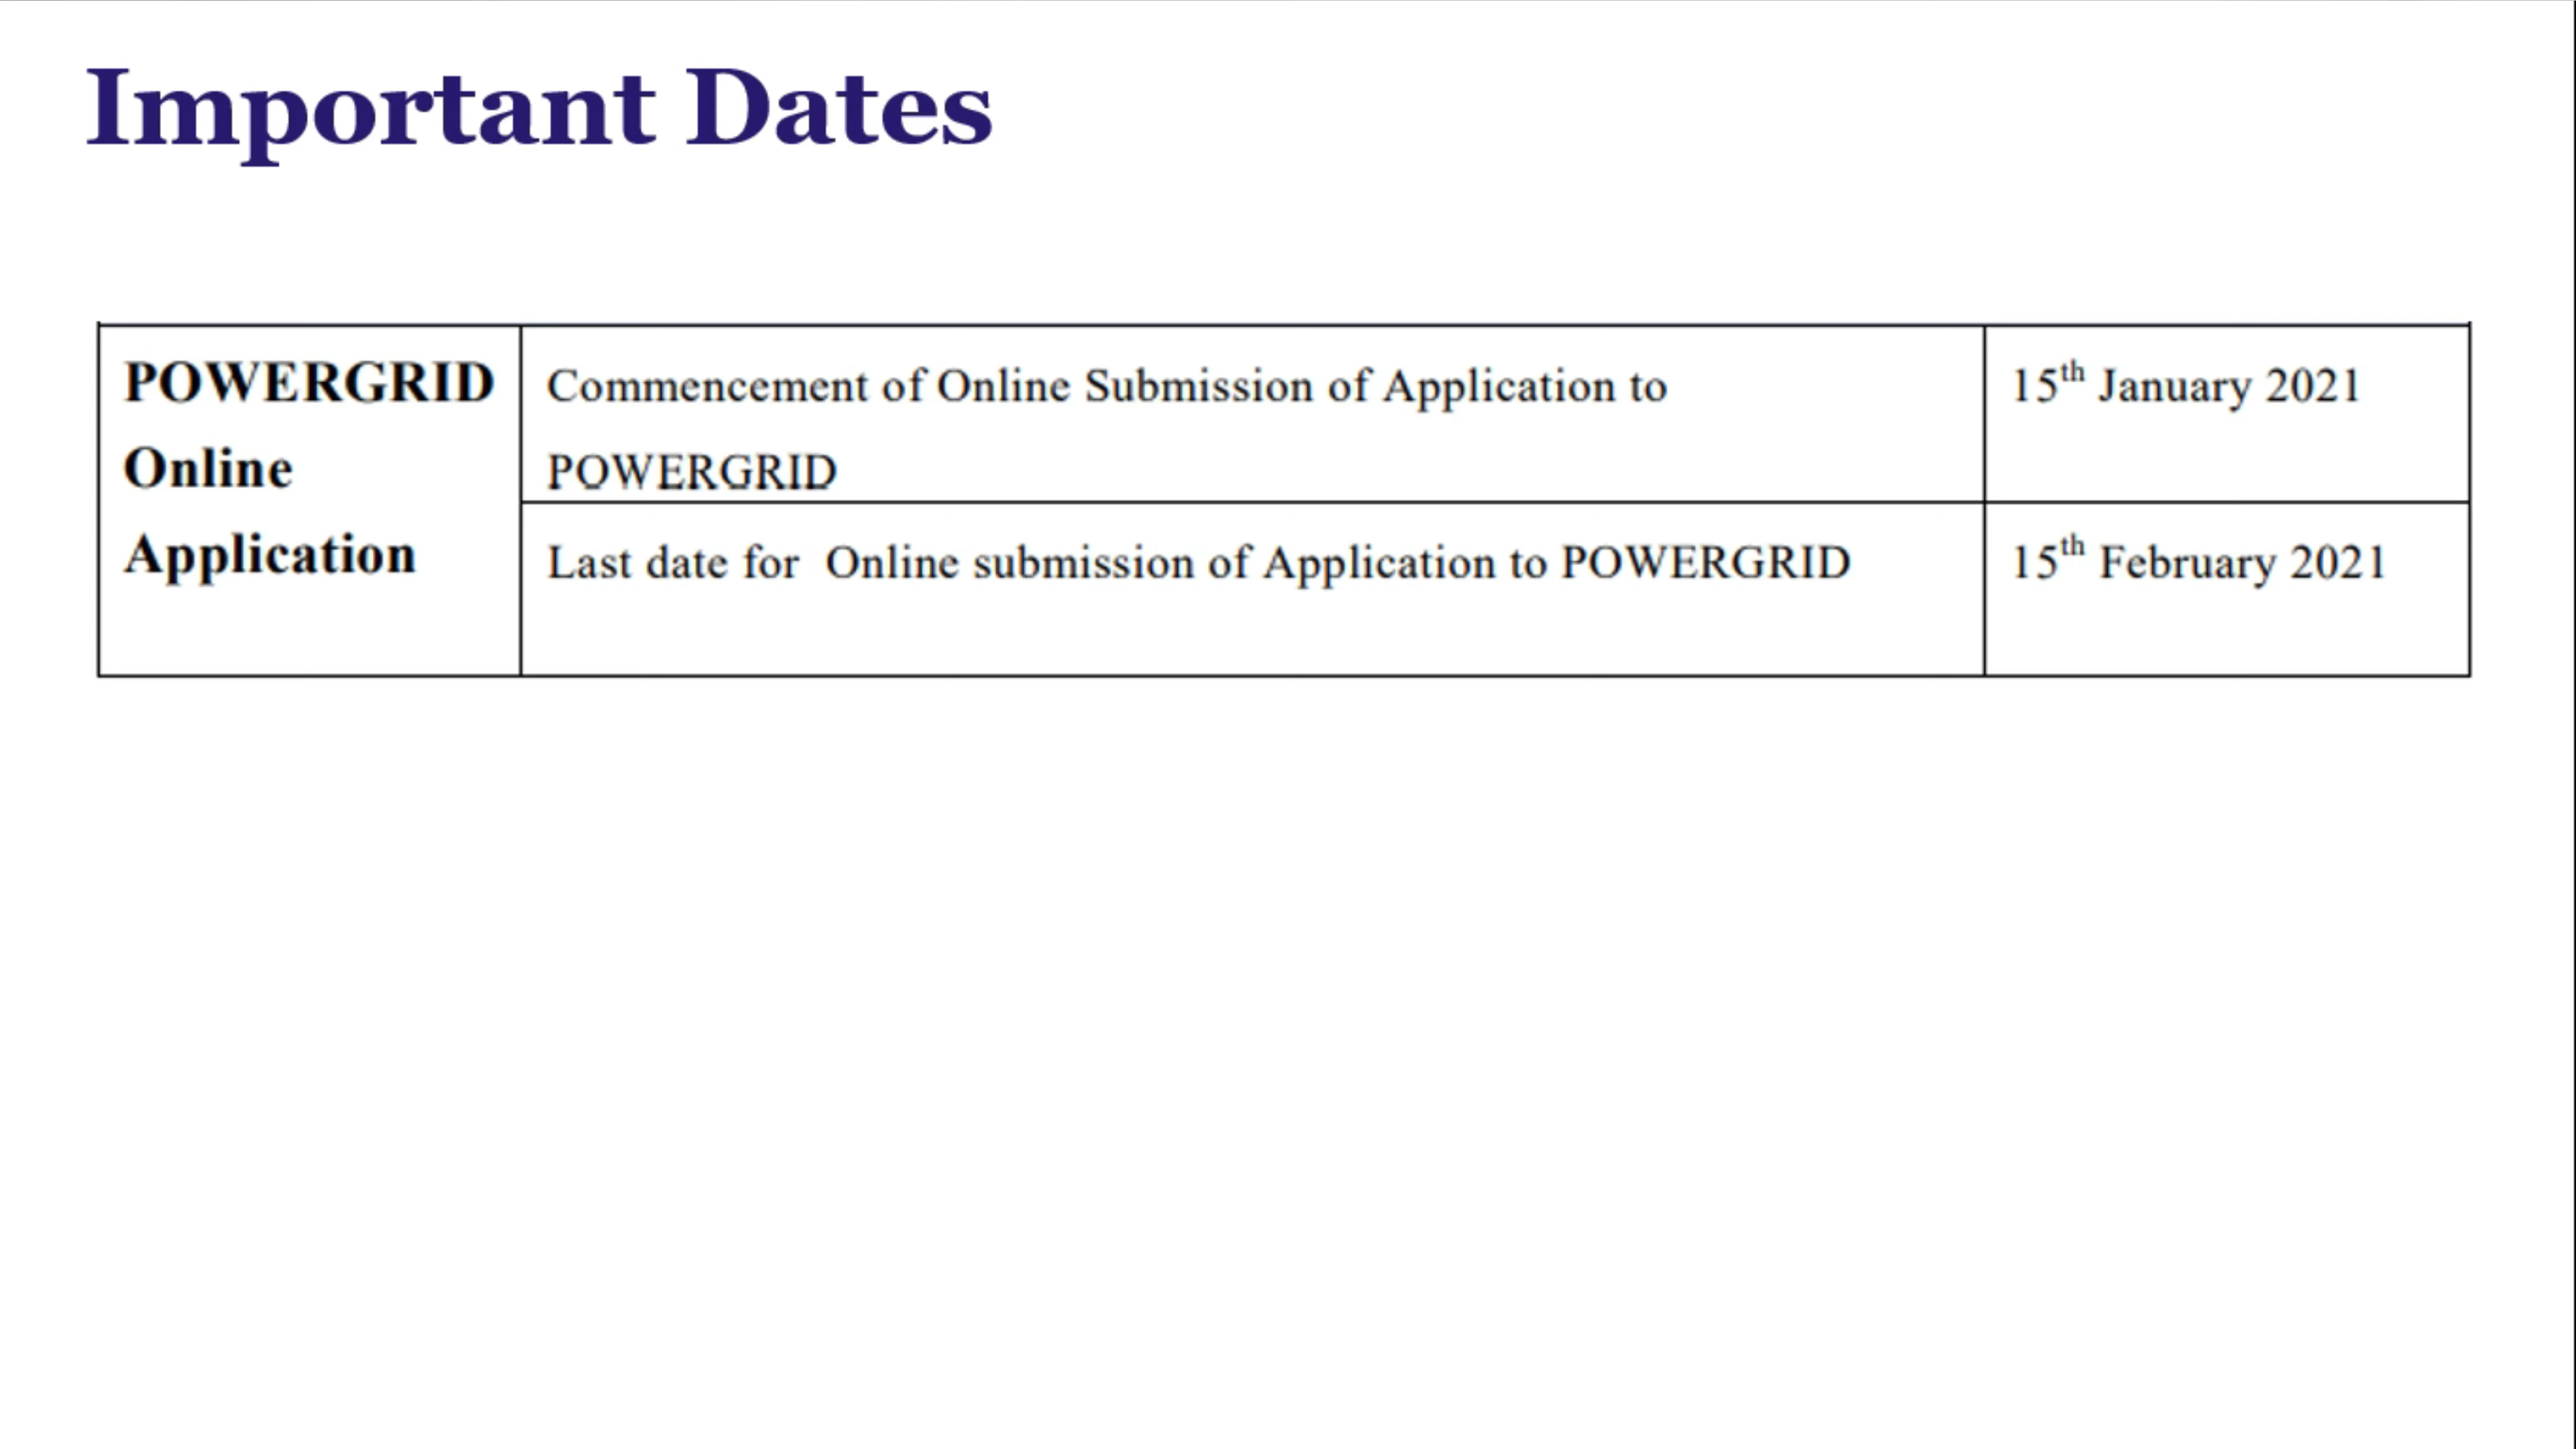 Important Dates
POWERGRID
Online
Application
Commencement of Online Submission of Application to
POWERGRID
15th January 2021
Last date for  Online submission of Application to POWERGRID
15th February 2021